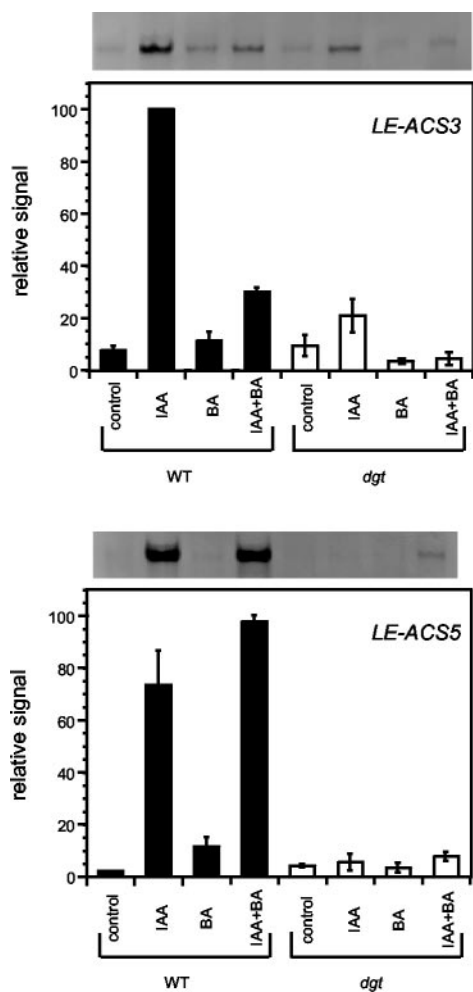 LE-ACS3
relative signal
100
80
60
40
20
0
control
IAA
BA
IAA+BA
control
IAA
BA
IAA+BA
WT
dgt
LE-ACS5
relative signal
100
80
60
40
20
0
control
IAA
BA
IAA+BA
control
IAA
BA
IAA+BA
WT
dgt